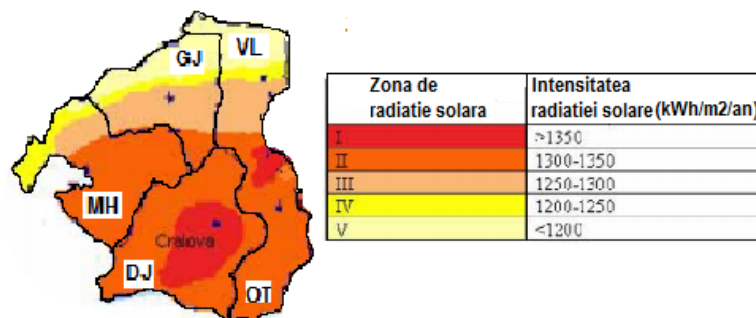 GJ
VL
MH
Craiova
DJ
OT
Zona de radiatie solara
Intensitatea radiatiei solare (kWh/m2/an)
I >1350
II 1300-1350
III 1250-1300
IV 1200-1250
V <1200